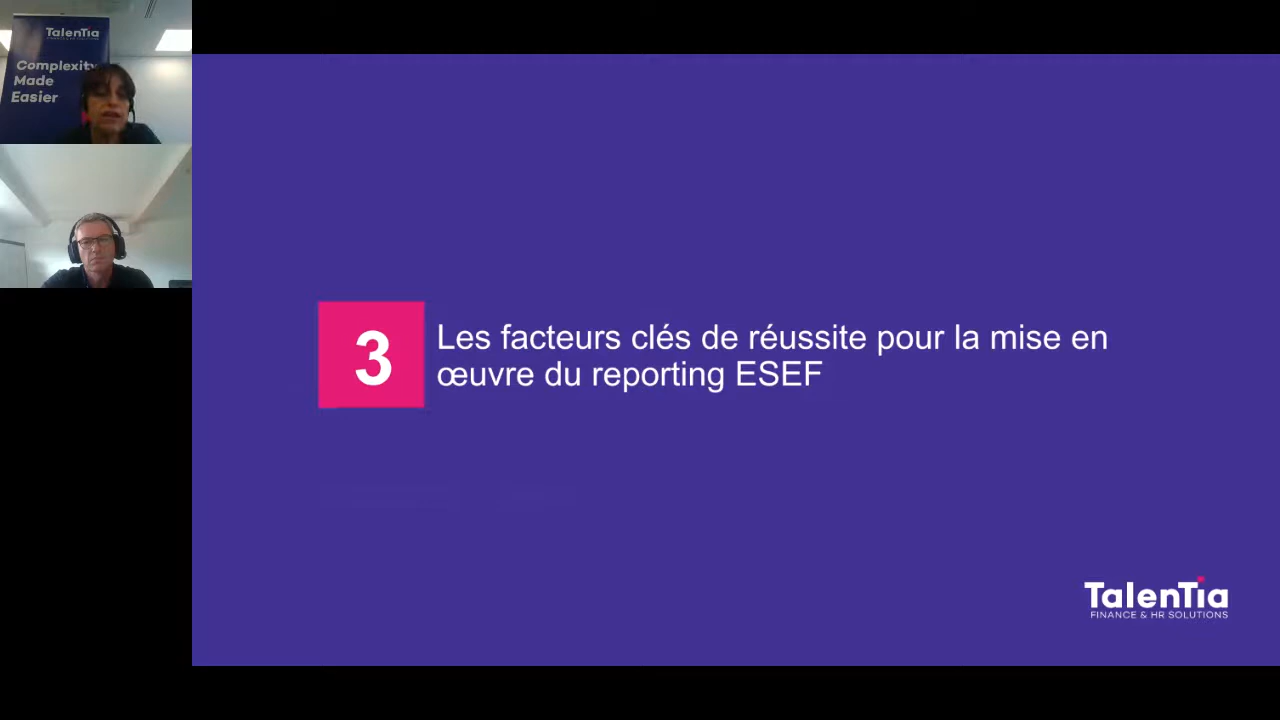 TalenTia
Complexity
Made
Easier
3
Les facteurs clés de réussite pour la mise en
œuvre du reporting ESEF
TalenTia
FINANCE & HR SOLUTIONS